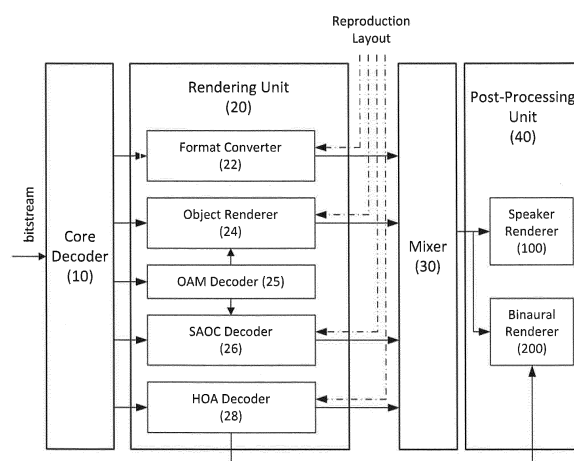 Reproduction
Layout
Rendering Unit
(20)
Post-Processing
Unit
(40)
Format Converter
(22)
Object Renderer
(24)
Speaker
Renderer
(100)
bitstream
Core
Decoder
(10)
Mixer
(30)
OAM Decoder (25)
SAOC Decoder
(26)
Binaural
Renderer
(200)
HOA Decoder
(28)